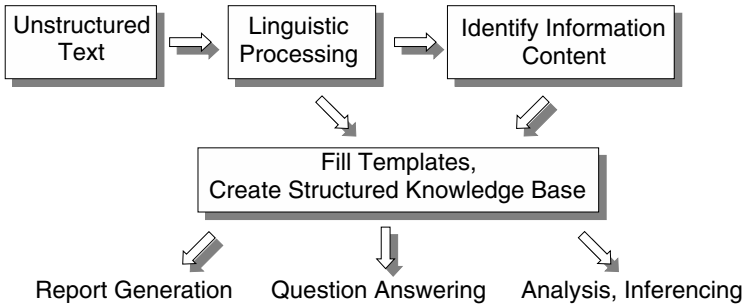 Unstructured
Text
Linguistic
Processing
Identify Information
Content
Fill Templates,
Create Structured Knowledge Base
Report Generation
Question Answering
Analysis, Inferencing